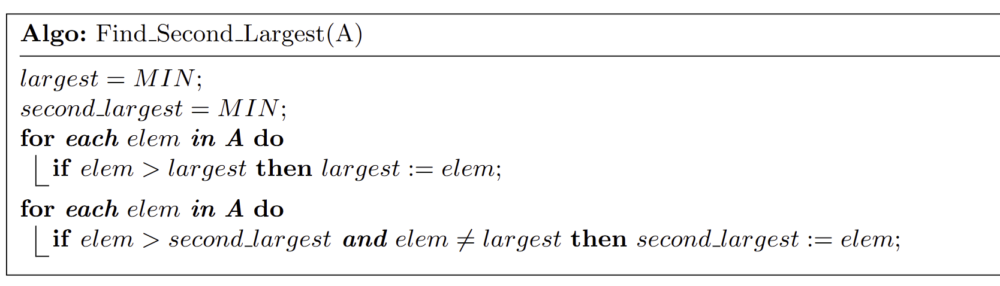 Algo: Find_Second_Largest(A)
largest = MIN;
second_largest = MIN;
for each elem in A do
if elem > largest then largest := elem;
for each elem in A do
if elem > second_largest and elem ≠ largest then second_largest := elem;